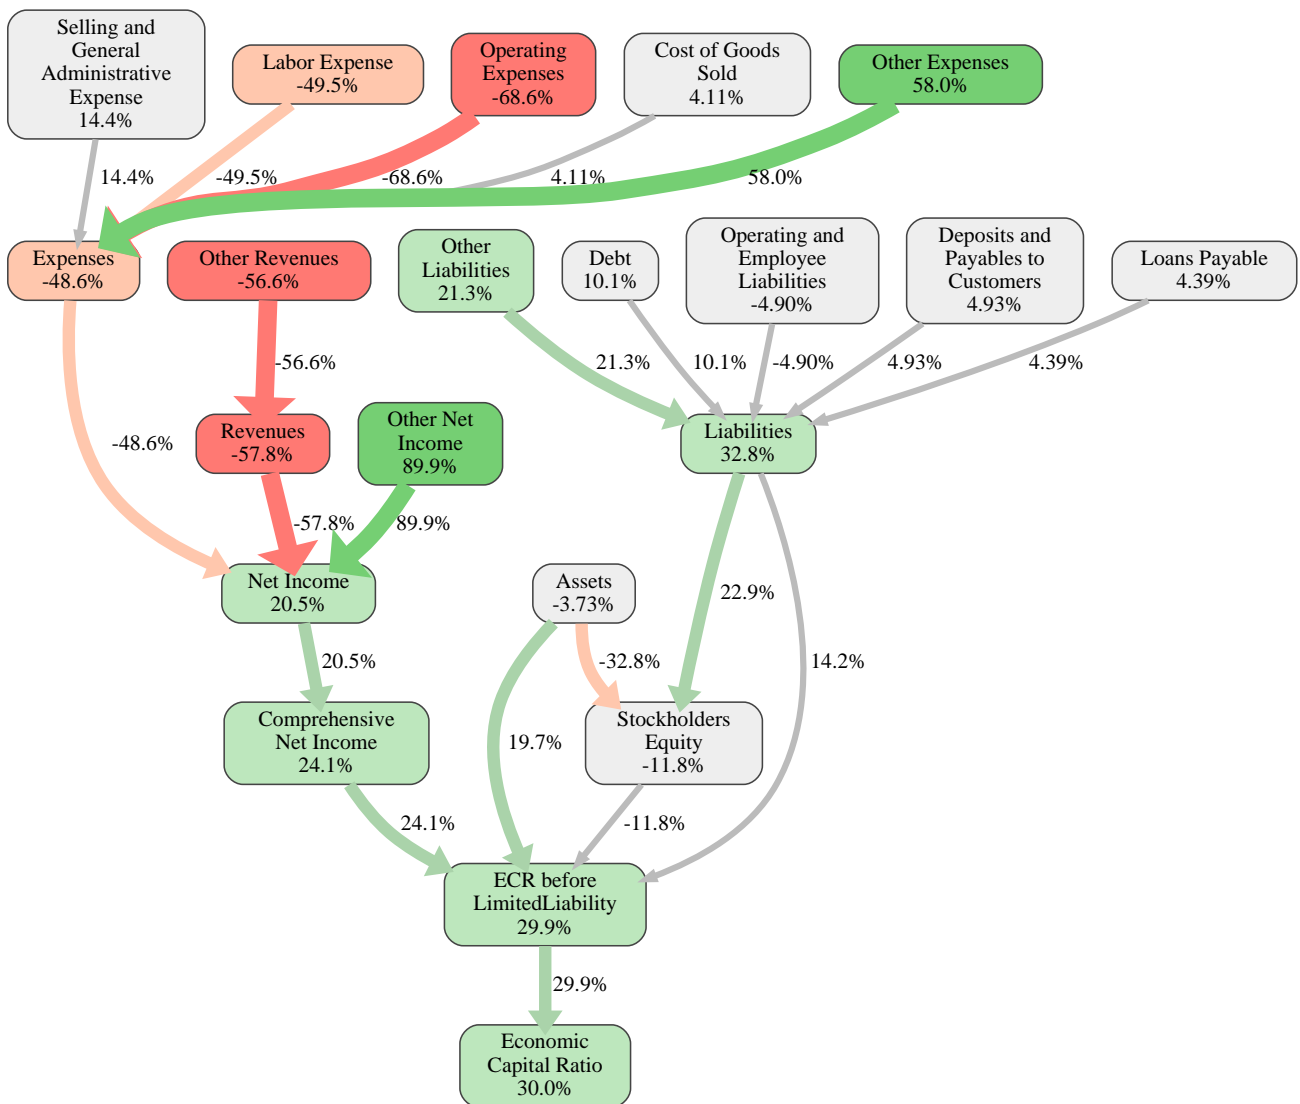 Selling and
General
Administrative
Expense
14.4%
Labor Expense
-49.5%
Operating
Expenses
-68.6%
Cost of Goods
Sold
4.11%
Other Expenses
58.0%
14.4%
-49.5%
-68.6%
4.11%
58.0%
Expenses
-48.6%
Other Revenues
-56.6%
Other
Liabilities
21.3%
Debt
10.1%
Operating and
Employee
Liabilities
-4.90%
Deposits and
Payables to
Customers
4.93%
Loans Payable
4.39%
-56.6%
21.3%
10.1%
-4.90%
4.93%
4.39%
-48.6%
Revenues
-57.8%
Other Net
Income
89.9%
Liabilities
32.8%
-57.8%
89.9%
Net Income
20.5%
Assets
-3.73%
22.9%
20.5%
-32.8%
14.2%
Comprehensive
Net Income
24.1%
19.7%
Stockholders
Equity
-11.8%
24.1%
-11.8%
ECR before
LimitedLiability
29.9%
29.9%
Economic
Capital Ratio
30.0%